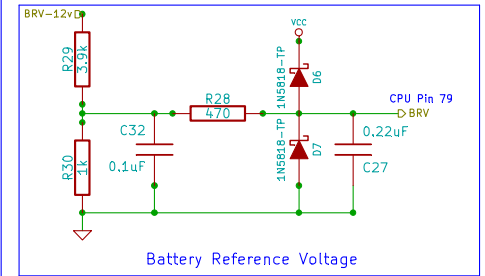 BRV-12v
R29
3.9k
R30
1k
C32
0.1uF
R28
470
vcc
1N5818-TP
D6
1N5818-TP
D7
CPU Pin 79
BRV
0.22uF
C27
Battery Reference Voltage